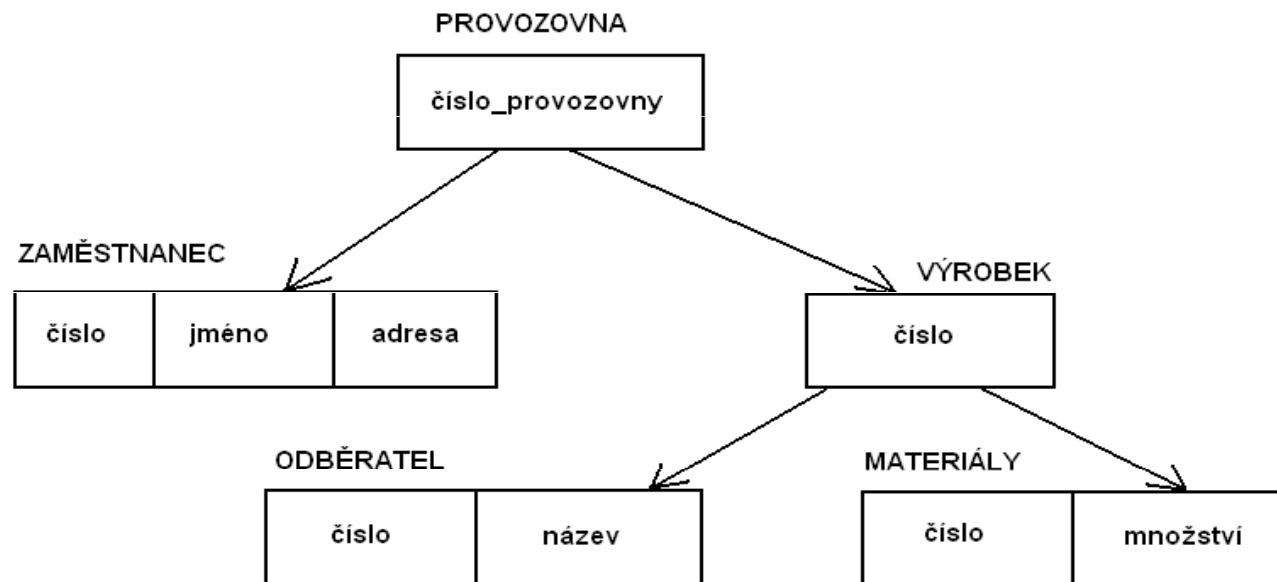 PROVOZOVNA
číslo_provozovny
ZAMĚSTNANEC
číslo jméno adresa
VÝROBEK
číslo
ODBĚRATEL
číslo název
MATERIÁLY
číslo množství